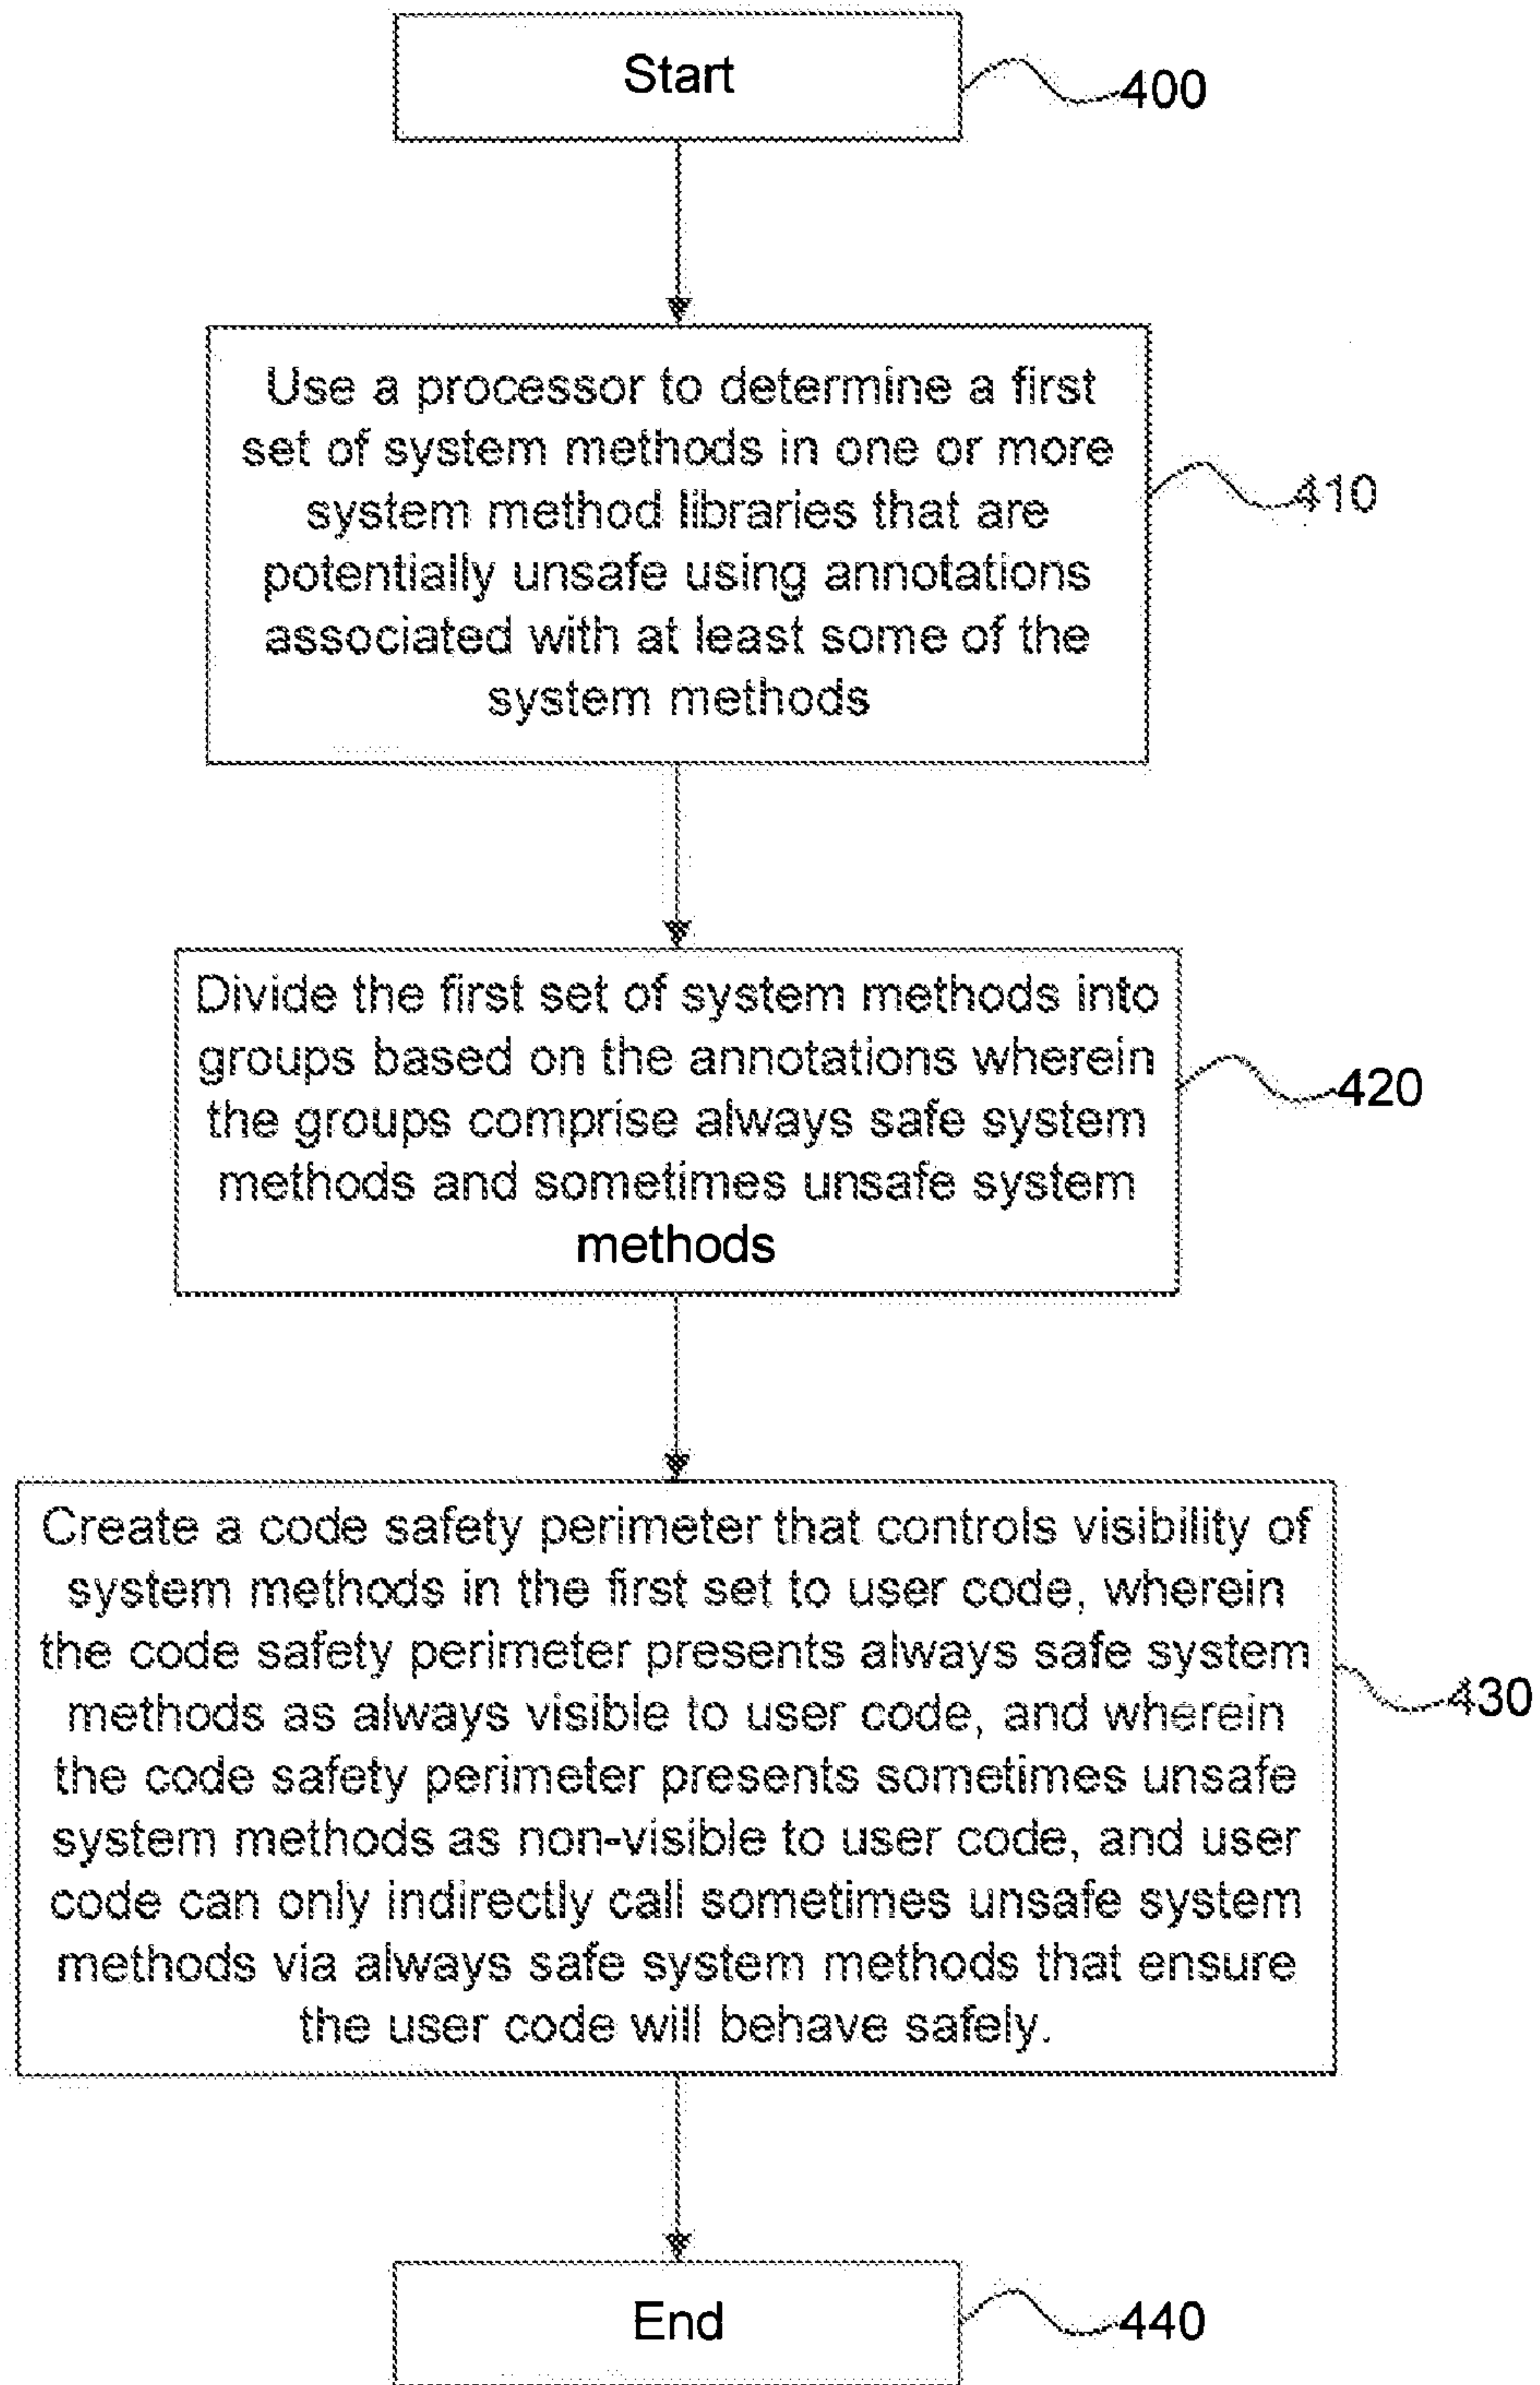 Start
400
Use a processor to determine a first
set of system methods in one or more
system method libraries that are
potentially unsafe using annotations
associated with at least some of the
system methods
410
Divide the first set of system methods into
groups based on the annotations wherein
the groups comprise always safe system
methods and sometimes unsafe system
methods
420
Create a code safety perimeter that controls visibility of
system methods in the first set to user code, wherein
the code safety perimeter presents always safe system
methods as always visible to user code, and wherein
the code safety perimeter presents sometimes unsafe
system methods as non-visible to user code, and user
code can only indirectly call sometimes unsafe system
methods via always safe system methods that ensure
the user code will behave safely.
430
End
440